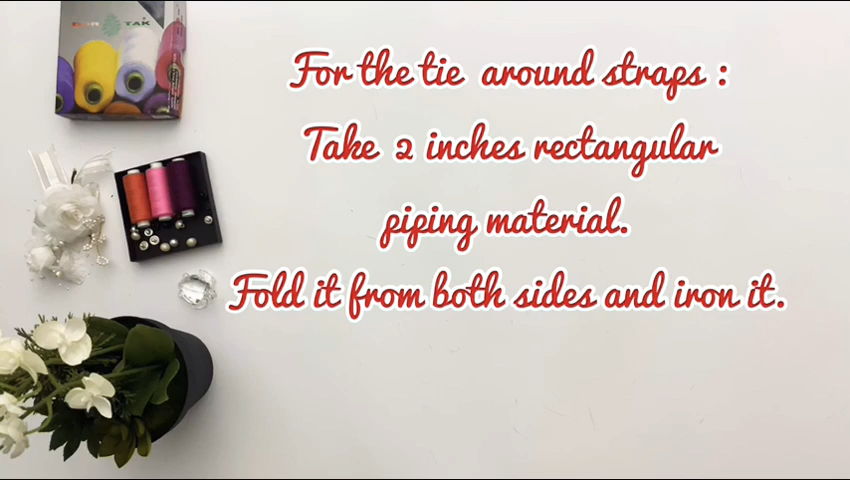 For the tie around straps :
Take 2 inches rectangular
piping material.
Fold it from both sides and iron it.